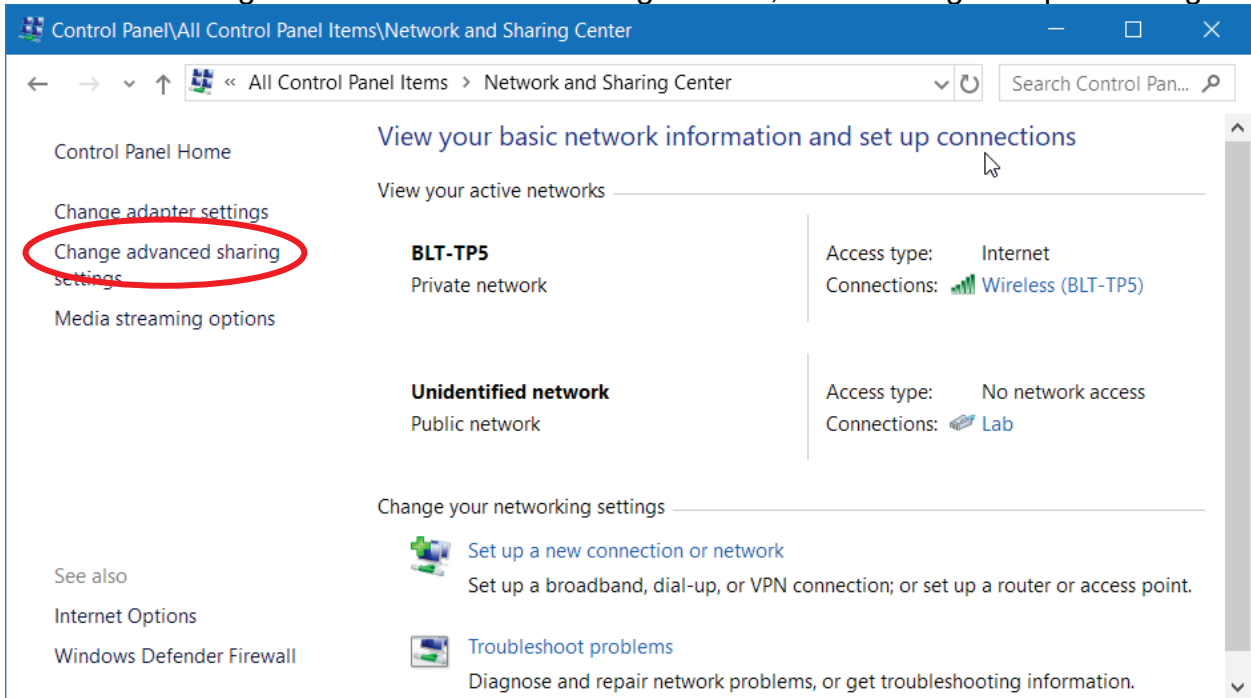 Control Panel\All Control Panel Items\Network and Sharing Center
« All Control Panel Items > Network and Sharing Center
Search Control Pan...
Control Panel Home
Change adapter settings
Change advanced sharing
settings
Media streaming options
View your basic network information and set up connections
View your active networks
BLT-TP5
Private network
Access type: Internet
Connections: Wireless (BLT-TP5)
Unidentified network
Public network
Access type: No network access
Connections: Lab
Change your networking settings
Set up a new connection or network
Set up a broadband, dial-up, or VPN connection; or set up a router or access point.
Troubleshoot problems
Diagnose and repair network problems, or get troubleshooting information.
See also
Internet Options
Windows Defender Firewall